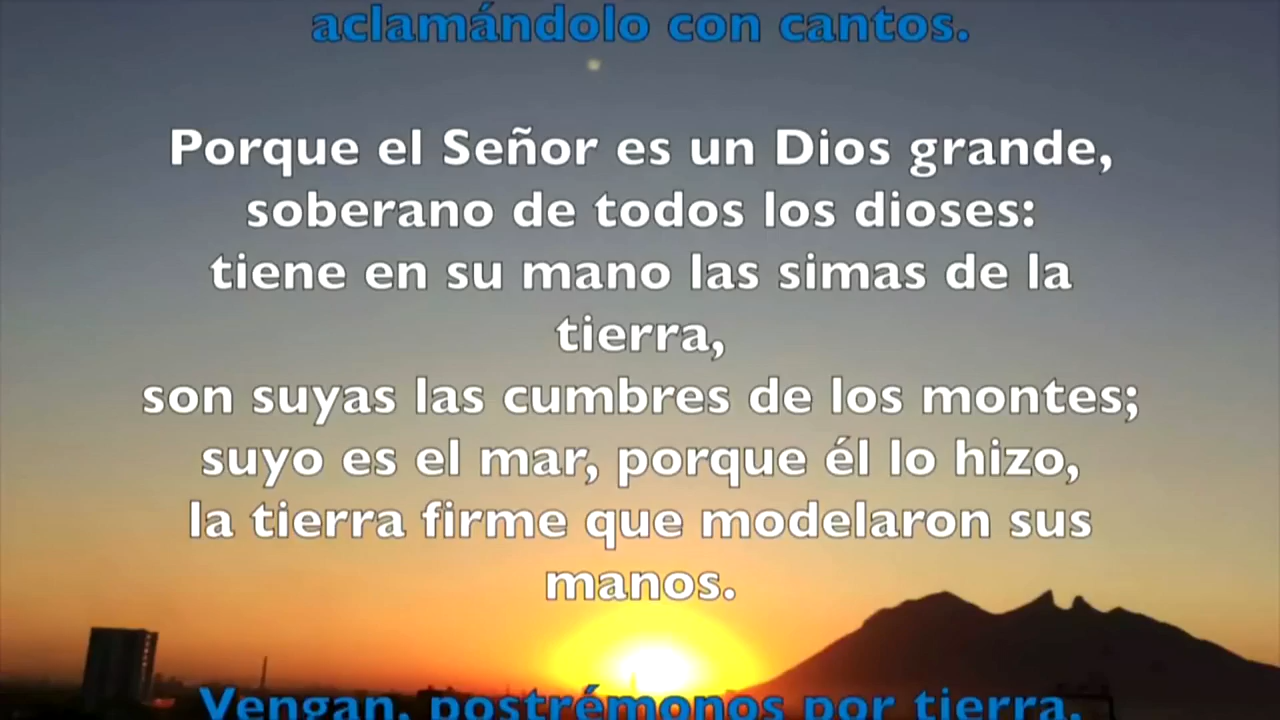 aclamándolo con cantos.
Porque el Señor es un Dios grande,
soberano de todos los dioses:
tiene en su mano las simas de la
tierra,
son suyas las cumbres de los montes;
suyo es el mar, porque él lo hizo,
la tierra firme que modelaron sus
manos.
Vengan, postrémonos por tierra,